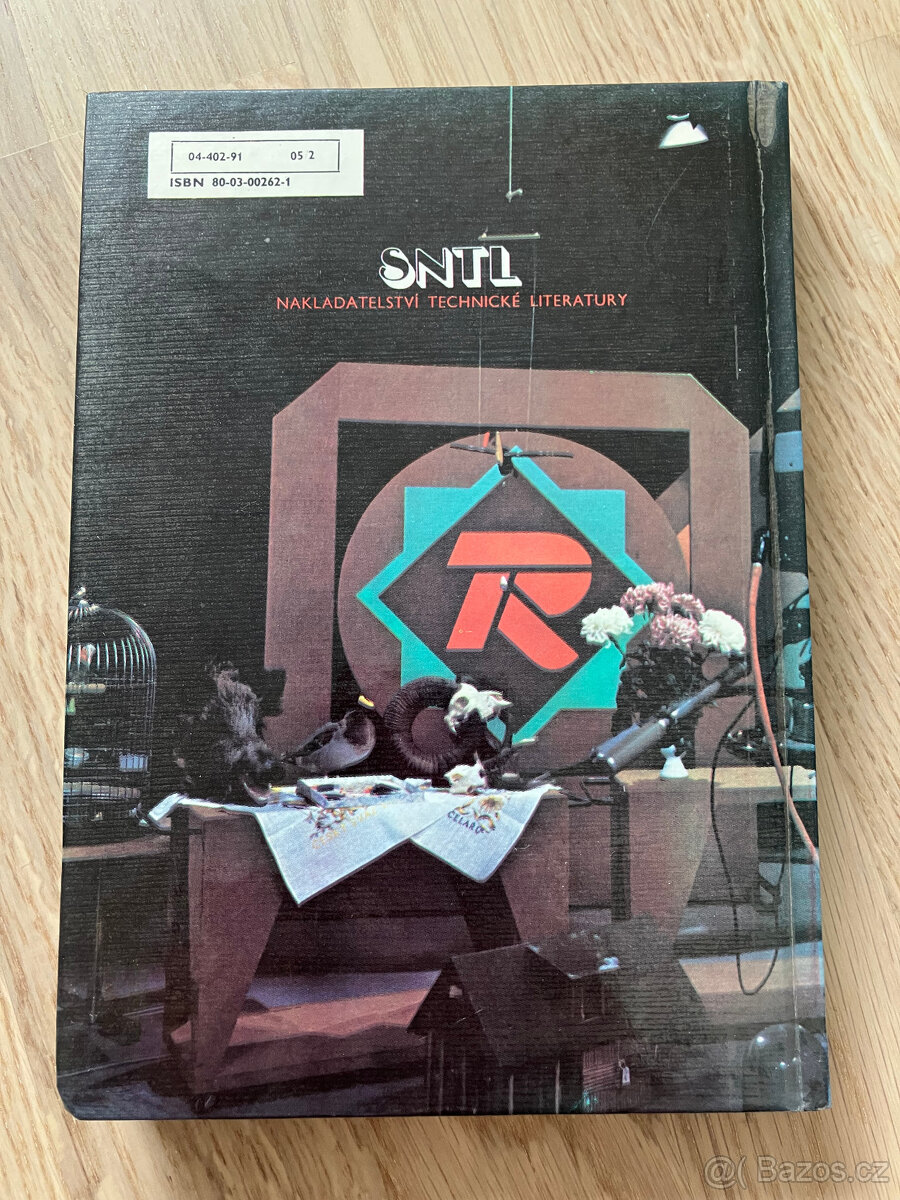 04-402-91 05 2
ISBN 80-03-00262-1
SNTL
NAKLADATELSTVÍ TECHNICKÉ LITERATURY
R
@( Bazos.cz